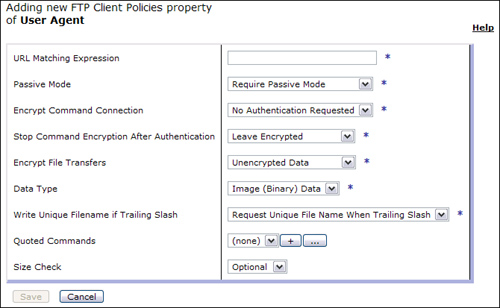 Adding new FTP Client Policies property
of User Agent
Help
URL Matching Expression *
Passive Mode Require Passive Mode *
Encrypt Command Connection No Authentication Requested *
Stop Command Encryption After Authentication Leave Encrypted *
Encrypt File Transfers Unencrypted Data *
Data Type Image (Binary) Data *
Write Unique Filename if Trailing Slash Request Unique File Name When Trailing Slash *
Quoted Commands (none) + ...
Size Check Optional
Save Cancel